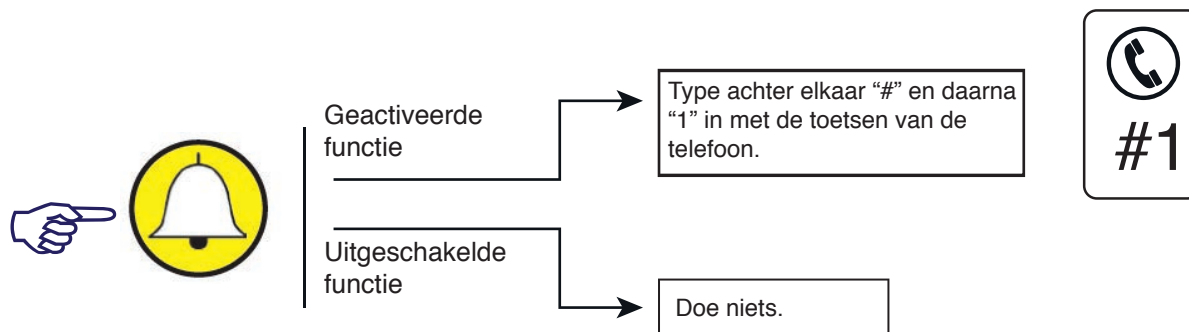 Geactiveerde
functie
Type achter elkaar “#” en daarna
“1” in met de toetsen van de
telefoon.
#1
Uitgeschakelde
functie
Doe niets.